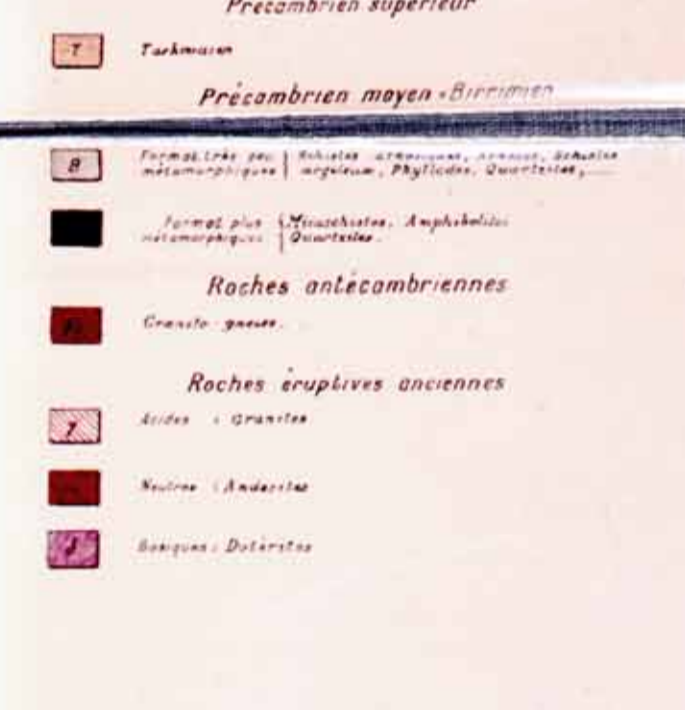 Précambrien supérieur
T Tarkwaien
Précambrien moyen = Birrimien
B Format. très peu métamorphiques Schistes Schistes
argileux, Phyllades, Quartzites,
Format. plus métamorphiques Micaschistes, Amphibolites
Quartzites.
Roches antécambriennes
Granito-gneiss.
Roches éruptives anciennes
γ Acides : Granites
Neutres : Andésites
Basiques : Dolérites